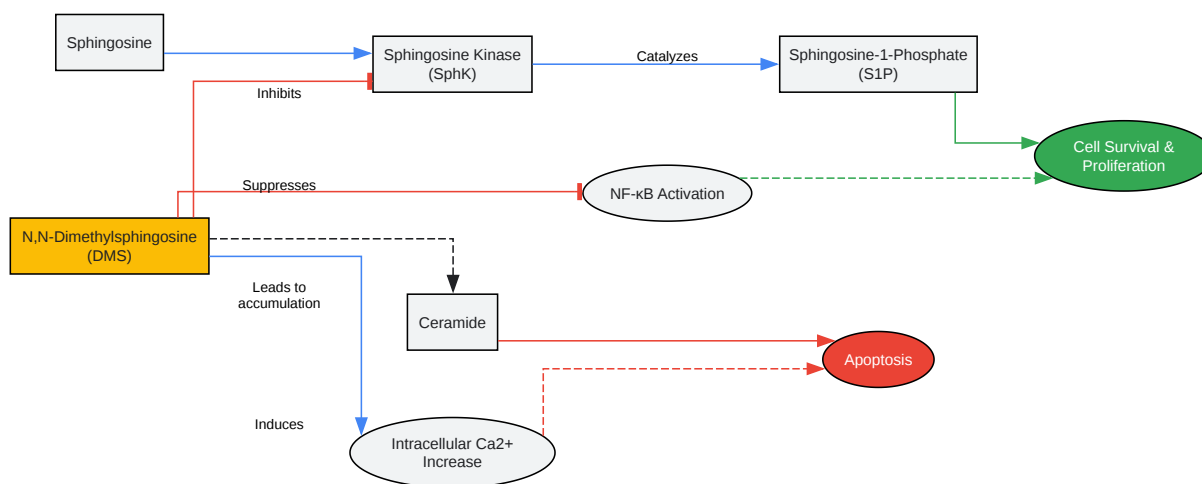 Sphingosine
Sphingosine Kinase
(SphK)
Catalyzes
Sphingosine-1-Phosphate
(S1P)
Inhibits
Cell Survival &
Proliferation
Suppresses
NF-κB Activation
N,N-Dimethylsphingosine
(DMS)
Leads to
accumulation
Ceramide
Apoptosis
Induces
Intracellular Ca2+
Increase